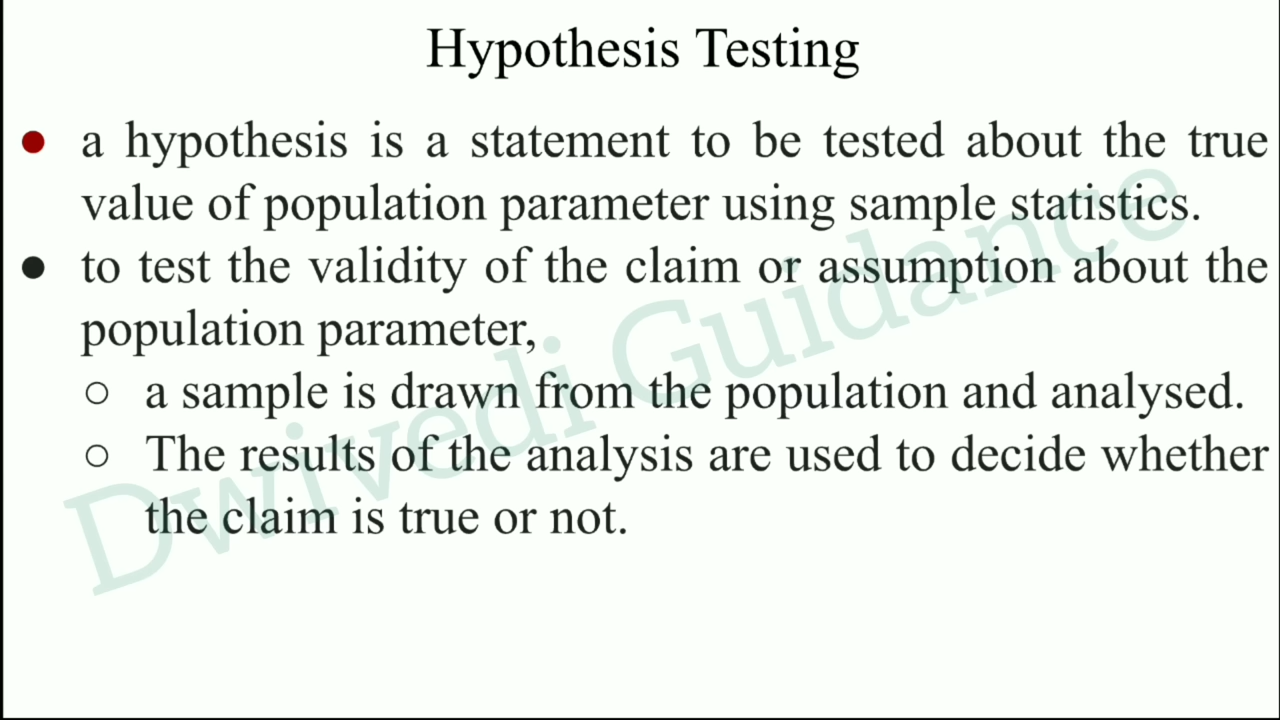 Hypothesis Testing
● a hypothesis is a statement to be tested about the true
value of population parameter using sample statistics.
● to test the validity of the claim or assumption about the
population parameter,
○ a sample is drawn from the population and analysed.
○ The results of the analysis are used to decide whether
the claim is true or not.
Dwivedi Guidance